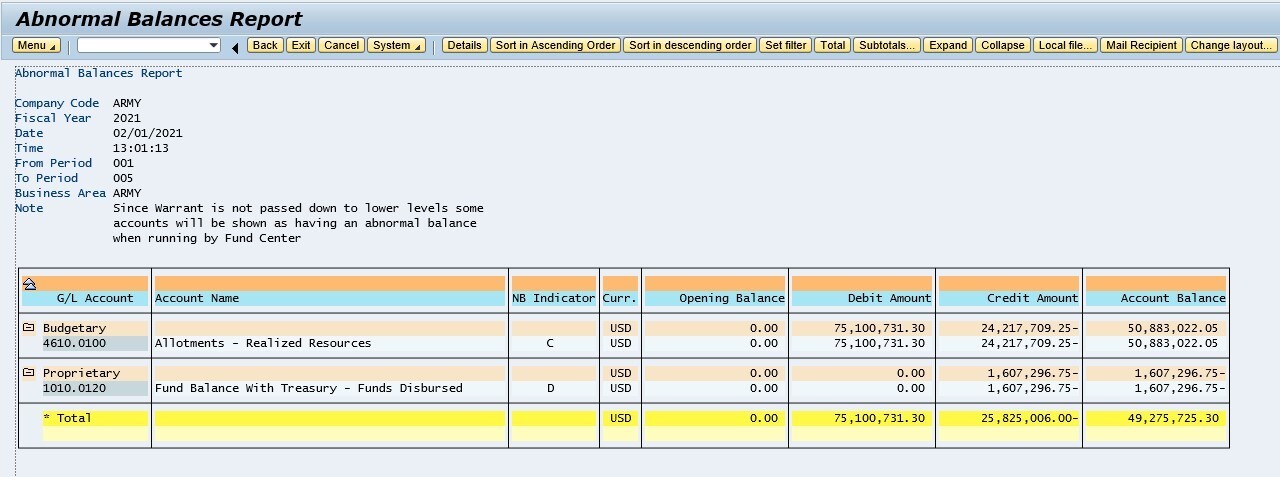 Abnormal Balances Report
Menu Back Exit Cancel System Details Sort in Ascending Order Sort in descending order Set filter Total Subtotals... Expand Collapse Local file... Mail Recipient Change layout...
Abnormal Balances Report
Company Code ARMY
Fiscal Year 2021
Date 02/01/2021
Time 13:01:13
From Period 001
To Period 005
Business Area ARMY
Note Since Warrant is not passed down to lower levels some
accounts will be shown as having an abnormal balance
when running by Fund Center
G/L Account Account Name NB Indicator Curr. Opening Balance Debit Amount Credit Amount Account Balance
Budgetary USD 0.00 75,100,731.30 24,217,709.25- 50,883,022.05
4610.0100 Allotments - Realized Resources C USD 0.00 75,100,731.30 24,217,709.25- 50,883,022.05
Proprietary USD 0.00 0.00 1,607,296.75- 1,607,296.75-
1010.0120 Fund Balance With Treasury - Funds Disbursed D USD 0.00 0.00 1,607,296.75- 1,607,296.75-
* Total USD 0.00 75,100,731.30 25,825,006.00- 49,275,725.30